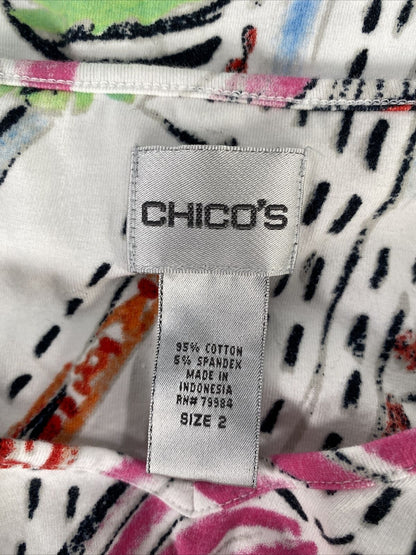 CHICO'S
95% COTTON
5% SPANDEX
MADE IN
INDONESIA
RN# 79984
SIZE 2